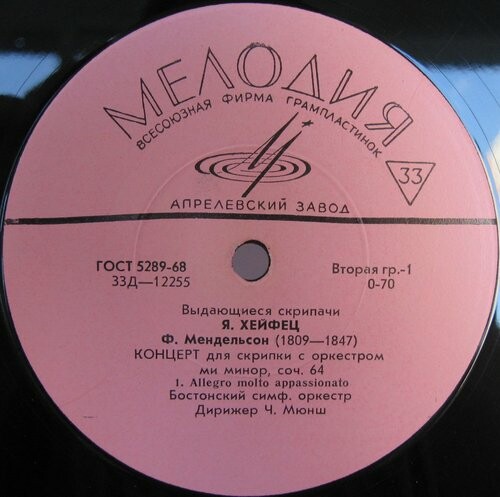 МЕЛОДИЯ
ВСЕСОЮЗНАЯ ФИРМА ГРАМПЛАСТИНОК
33
АПРЕЛЕВСКИЙ ЗАВОД
ГОСТ 5289-68
33Д—12255
Вторая гр.-1
0-70
Выдающиеся скрипачи
Я. ХЕЙФЕЦ
Ф. Мендельсон (1809—1847)
КОНЦЕРТ для скрипки с оркестром
ми минор, соч. 64
1. Allegro molto appassionato
Бостонский симф. оркестр
Дирижер Ч. Мюнш